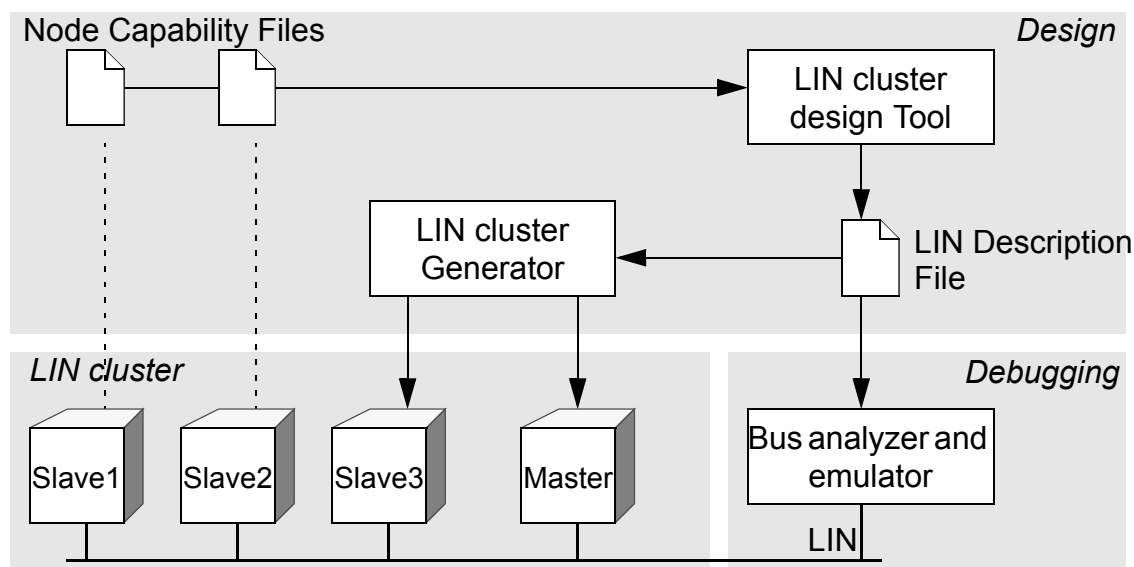 Node Capability Files
Design
LIN cluster
design Tool
LIN cluster
Generator
LIN Description
File
LIN cluster
Debugging
Slave1
Slave2
Slave3
Master
Bus analyzer and
emulator
LIN